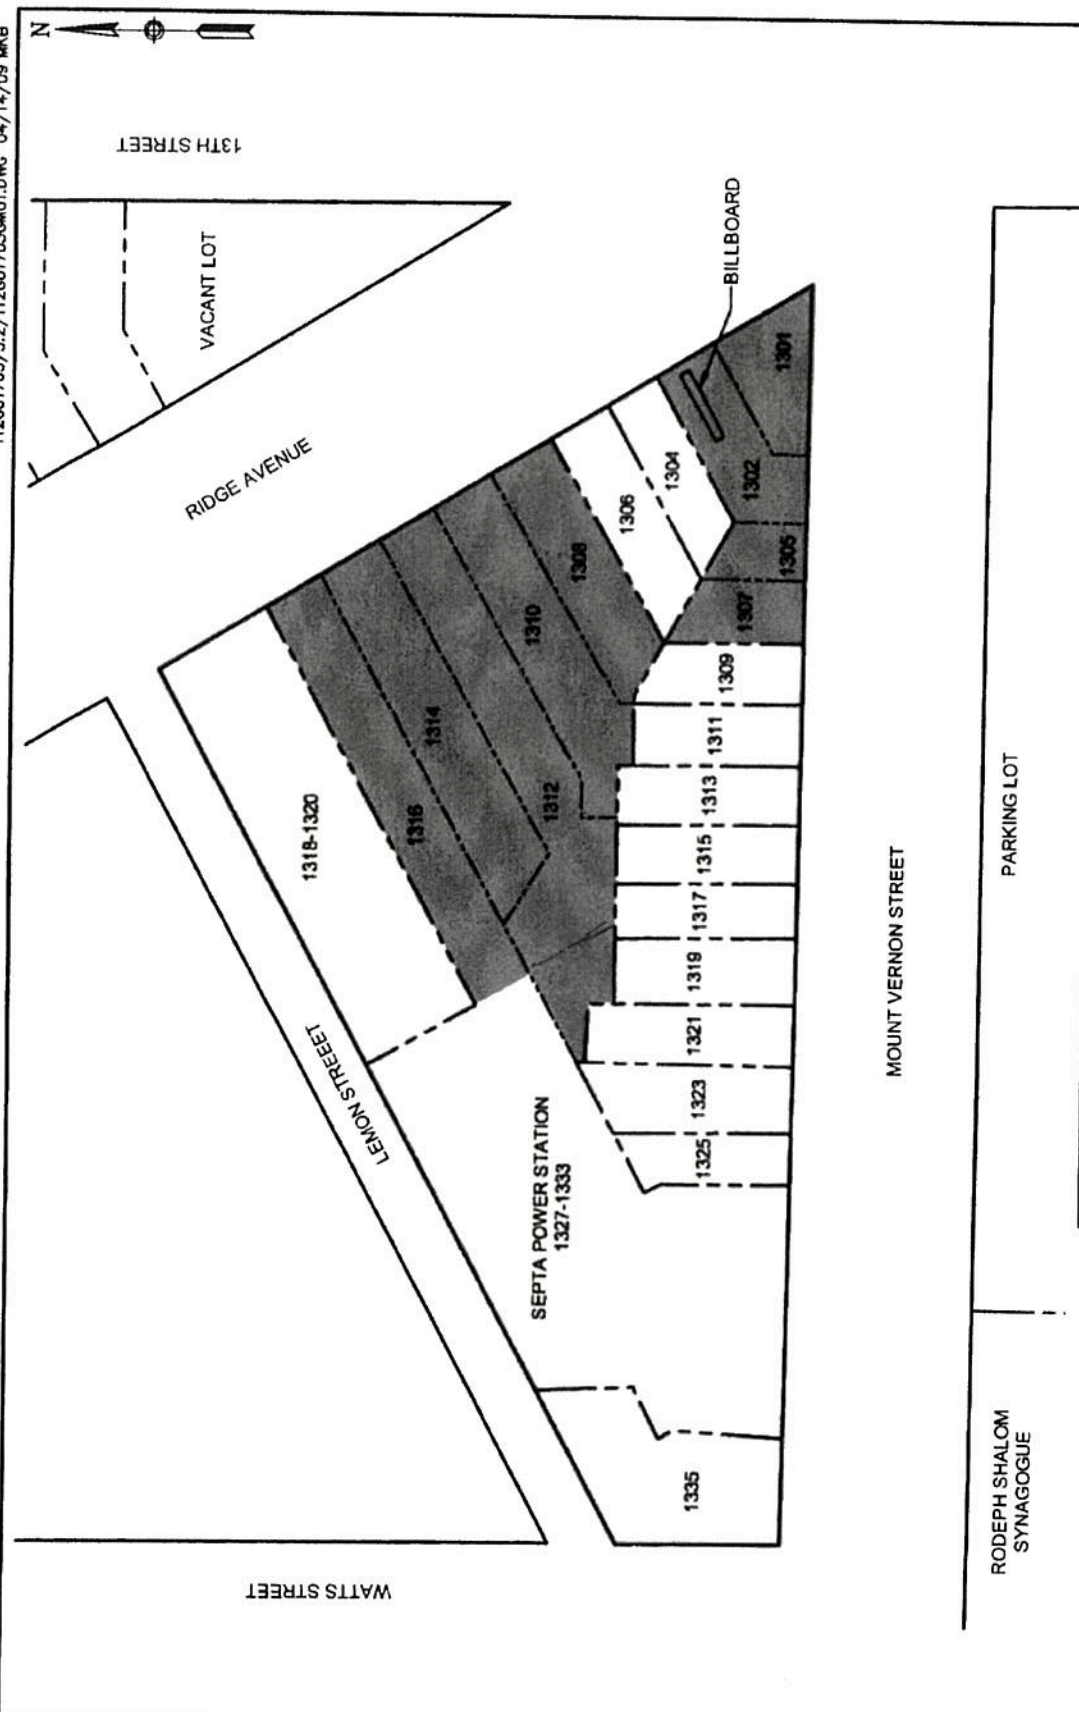 N
13TH STREET
VACANT LOT
RIDGE AVENUE
WATTS STREET
LEMON STREEET
1318-1320
1316
1314
1312
1310
1308
1306
1304
BILLBOARD
1302
1301
SEPTA POWER STATION
1327-1333
1335
1325
1323
1321
1319
1317
1315
1313
1311
1309
1307
1305
MOUNT VERNON STREET
RODEPH SHALOM
SYNAGOGUE
PARKING LOT